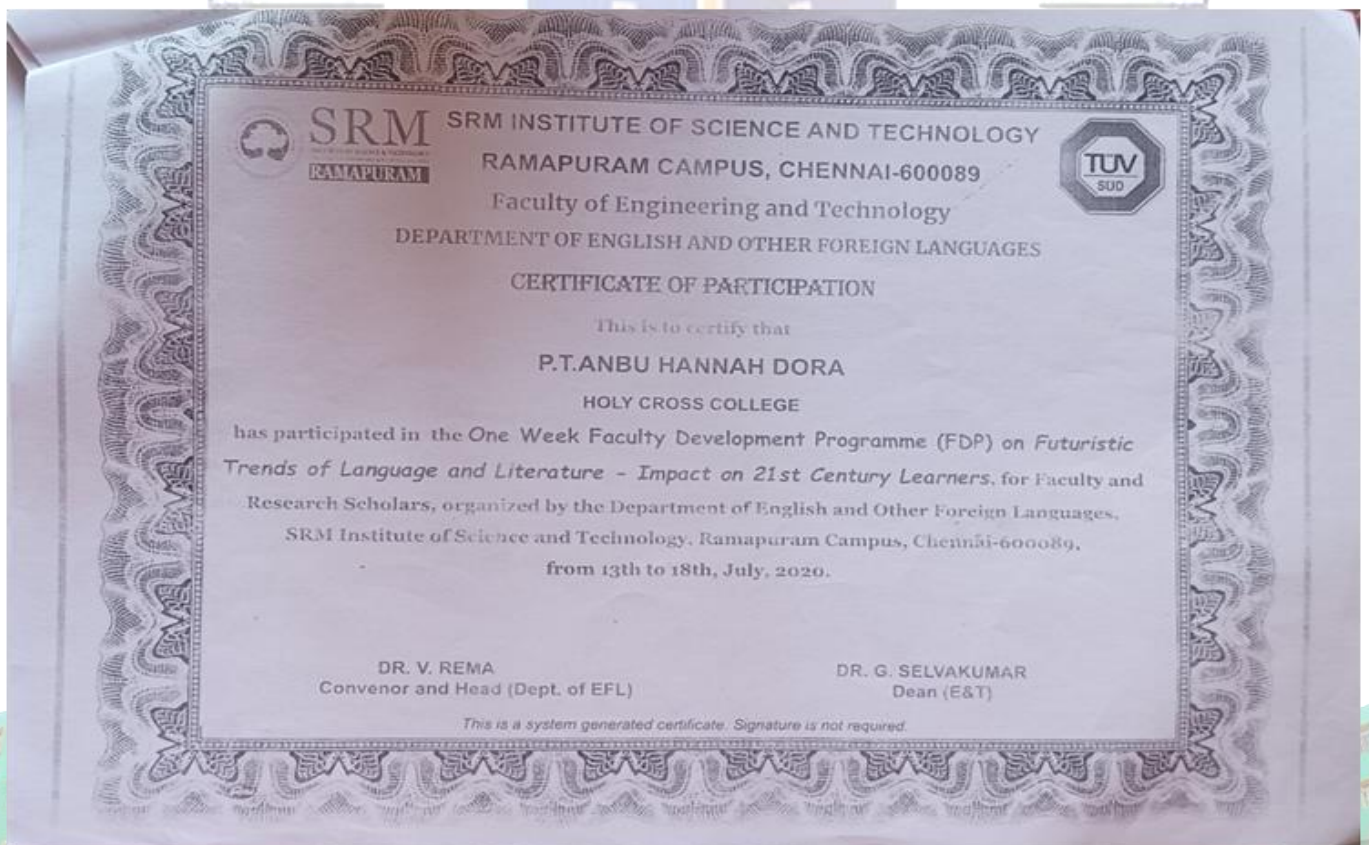 SRM
RAMAPURAM
SRM INSTITUTE OF SCIENCE AND TECHNOLOGY
RAMAPURAM CAMPUS, CHENNAI-600089
TUV
SUD
Faculty of Engineering and Technology
DEPARTMENT OF ENGLISH AND OTHER FOREIGN LANGUAGES
CERTIFICATE OF PARTICIPATION
This is to certify that
P.T.ANBU HANNAH DORA
HOLY CROSS COLLEGE
has participated in the One Week Faculty Development Programme (FDP) on Futuristic
Trends of Language and Literature - Impact on 21st Century Learners, for Faculty and
Research Scholars, organized by the Department of English and Other Foreign Languages,
SRM Institute of Science and Technology, Ramapuram Campus, Chennai-600089,
from 13th to 18th, July, 2020.
DR. V. REMA
Convenor and Head (Dept. of EFL)
DR. G. SELVAKUMAR
Dean (E&T)
This is a system generated certificate. Signature is not required.